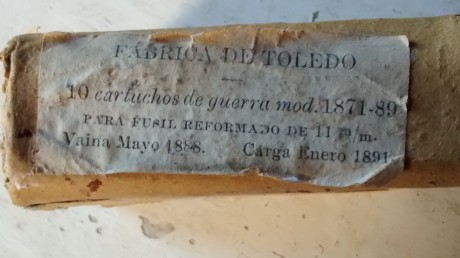 FÁBRICA DE TOLEDO
10 cartuchos de guerra mod. 1871-89
PARA FUSIL REFORMADO DE 11 m/m.
Vaina Mayo 1888. Carga Enero 1891